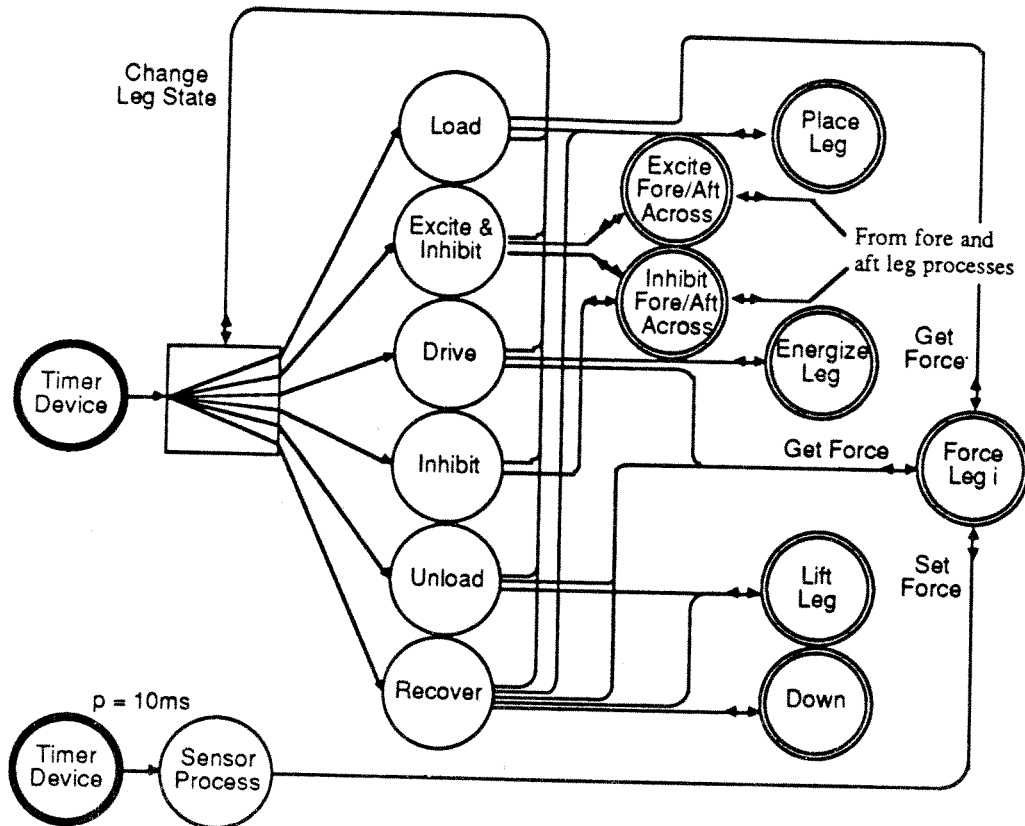 Change
Leg State
Load
Place
Leg
Excite
Fore/Aft
Across
Excite &
Inhibit
From fore and
aft leg processes
Inhibit
Fore/Aft
Across
Drive
Energize
Leg
Get
Force
Timer
Device
Inhibit
Get Force
Force
Leg i
Unload
Lift
Leg
Set
Force
Recover
Down
p = 10ms
Timer
Device
Sensor
Process